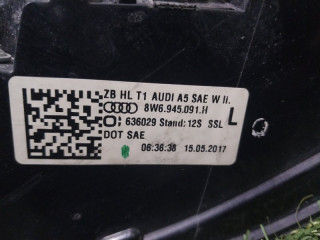 ZB HL T1 AUDI A5 SAE W li.
8W6.945.091.H
636029 Stand: 12S SSL L
DOT SAE
06:36:38 15.05.2017